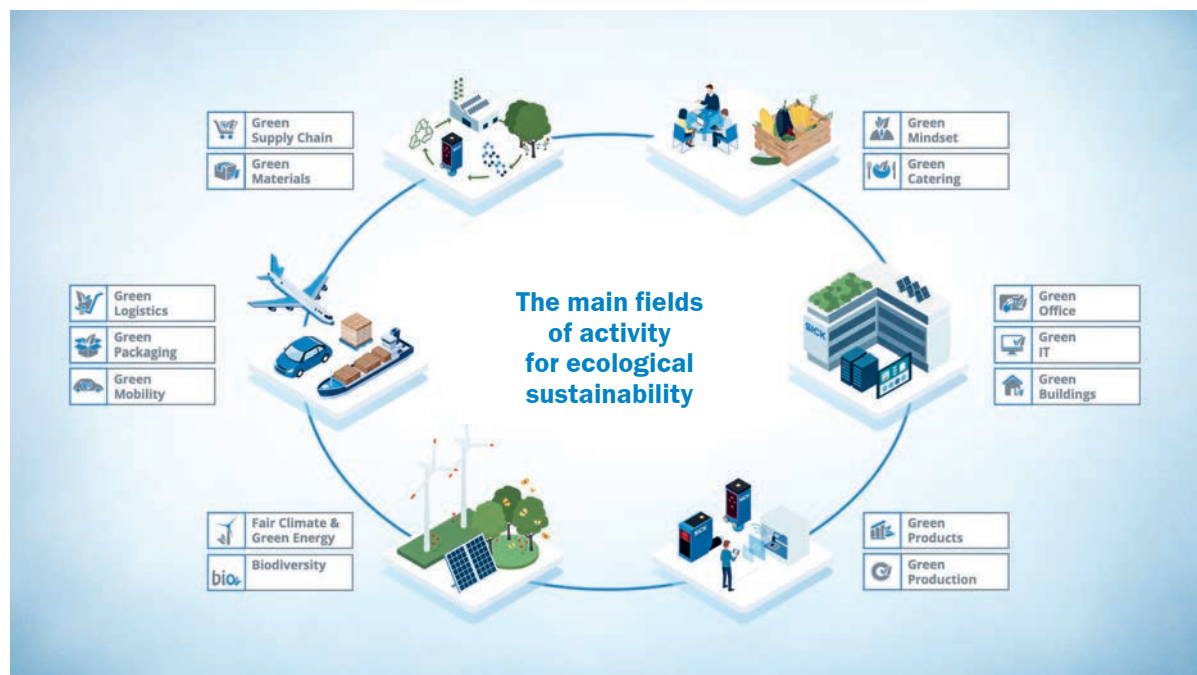 Green
Supply Chain
Green
Materials
Green
Mindset
Green
Catering
Green
Logistics
Green
Packaging
Green
Mobility
The main fields
of activity
for ecological
sustainability
SICK
Green
Office
Green
IT
Green
Buildings
Fair Climate &
Green Energy
bio
Biodiversity
SICK
SICK
Green
Products
Green
Production